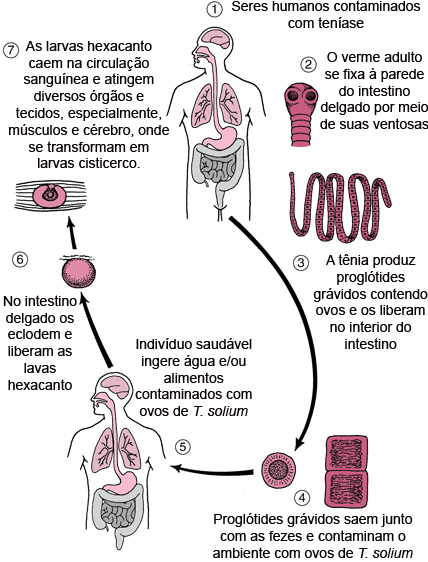 1 Seres humanos contaminados
com teníase
2 O verme adulto
se fixa à parede
do intestino
delgado por meio
de suas ventosas
3 A tênia produz
proglótides
grávidos contendo
ovos e os liberam
no interior do
intestino
4
Proglótides grávidos saem junto
com as fezes e contaminam o
ambiente com ovos de T. solium
Indivíduo saudável
ingere água e/ou
alimentos
contaminados com
ovos de T. solium
5
6
No intestino
delgado os
eclodem e
liberam as
lavas
hexacanto
7 As larvas hexacanto
caem na circulação
sanguínea e atingem
diversos órgãos e
tecidos, especialmente,
músculos e cérebro, onde
se transformam em
larvas cisticerco.